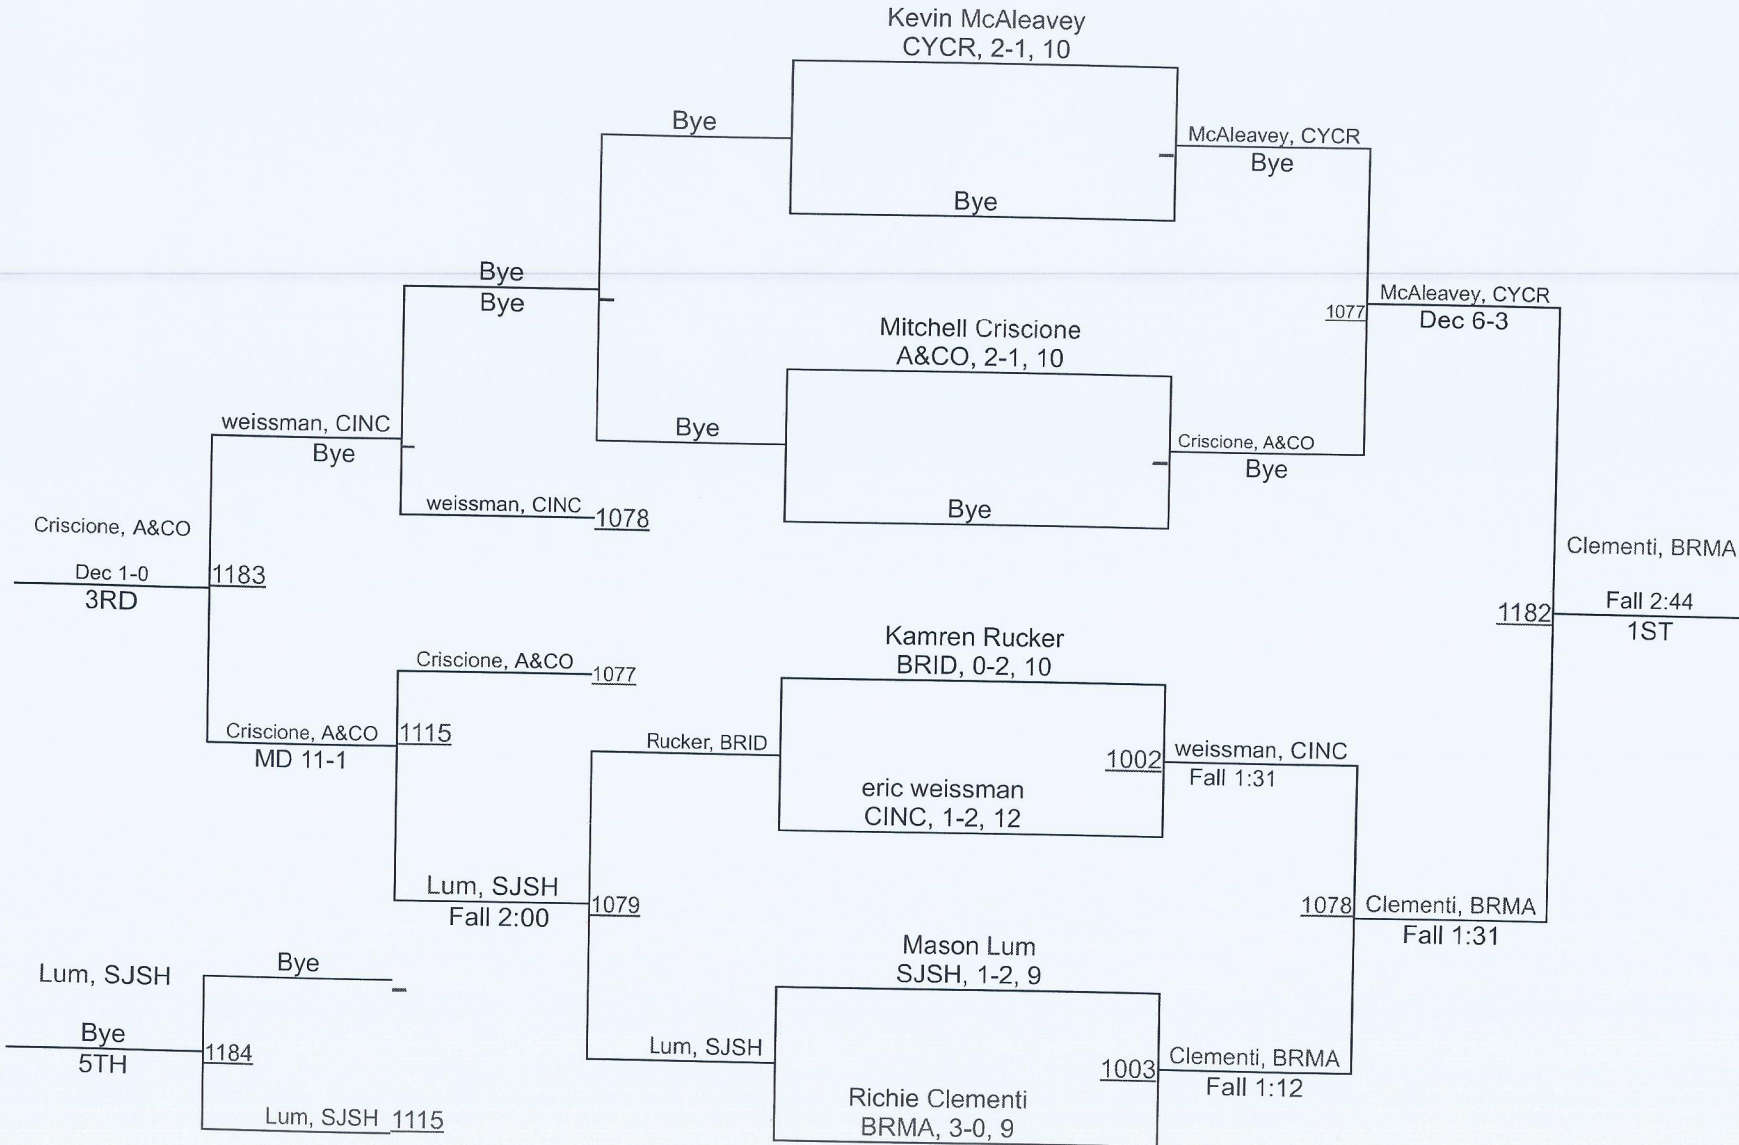 Kevin McAleavey
CYCR, 2-1, 10
Bye
McAleavey, CYCR
Bye
Bye
Bye
Bye
McAleavey, CYCR
1077
Dec 6-3
Mitchell Criscione
A&CO, 2-1, 10
weissman, CINC
Bye
Bye
Criscione, A&CO
Bye
weissman, CINC 1078
Bye
Criscione, A&CO
Dec 1-0
1183
3RD
Clementi, BRMA
1182
Fall 2:44
1ST
Kamren Rucker
BRID, 0-2, 10
Criscione, A&CO 1077
Criscione, A&CO
1115
MD 11-1
Rucker, BRID
1002
weissman, CINC
Fall 1:31
eric weissman
CINC, 1-2, 12
Lum, SJSH
Fall 2:00
1079
1078
Clementi, BRMA
Fall 1:31
Mason Lum
SJSH, 1-2, 9
Lum, SJSH
Bye
Bye
1184
5TH
Lum, SJSH
1003
Clementi, BRMA
Fall 1:12
Richie Clementi
BRMA, 3-0, 9
Lum, SJSH 1115